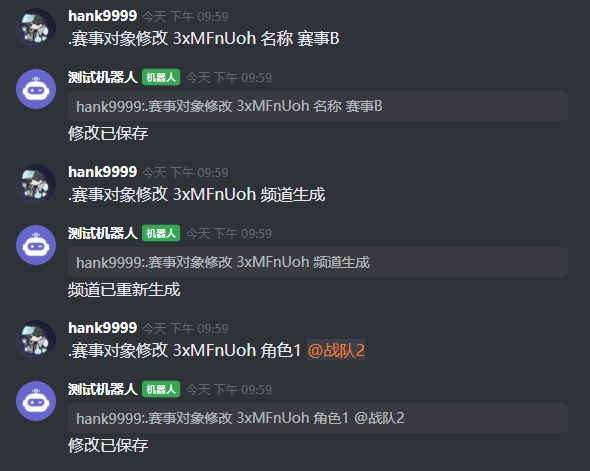 hank9999 今天 下午 09:59
.赛事对象修改 3xMFnUoh 名称 赛事B
测试机器人 机器人 今天 下午 09:59
hank9999:.赛事对象修改 3xMFnUoh 名称 赛事B
修改已保存
hank9999 今天 下午 09:59
.赛事对象修改 3xMFnUoh 频道生成
测试机器人 机器人 今天 下午 09:59
hank9999:.赛事对象修改 3xMFnUoh 频道生成
频道已重新生成
hank9999 今天 下午 09:59
.赛事对象修改 3xMFnUoh 角色1 @战队2
测试机器人 机器人 今天 下午 09:59
hank9999:.赛事对象修改 3xMFnUoh 角色1 @战队2
修改已保存